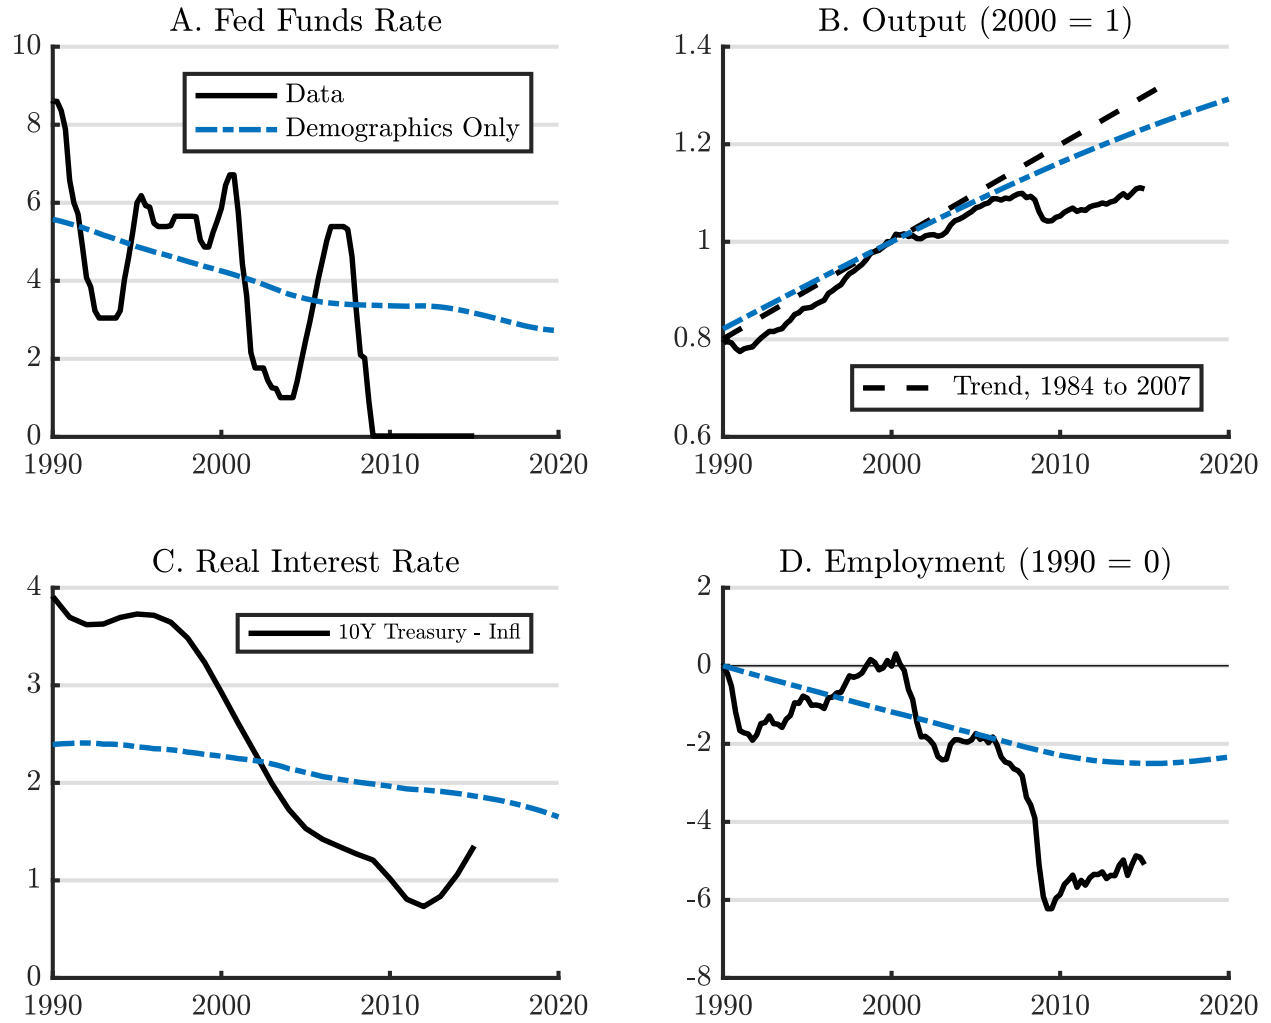 A. Fed Funds Rate
10
8
6
4
2
0
1990 2000 2010 2020
Data
Demographics Only
B. Output (2000 = 1)
1.4
1.2
1
0.8
0.6
1990 2000 2010 2020
Trend, 1984 to 2007
C. Real Interest Rate
4
3
2
1
0
1990 2000 2010 2020
10Y Treasury - Infl
D. Employment (1990 = 0)
2
0
-2
-4
-6
-8
1990 2000 2010 2020